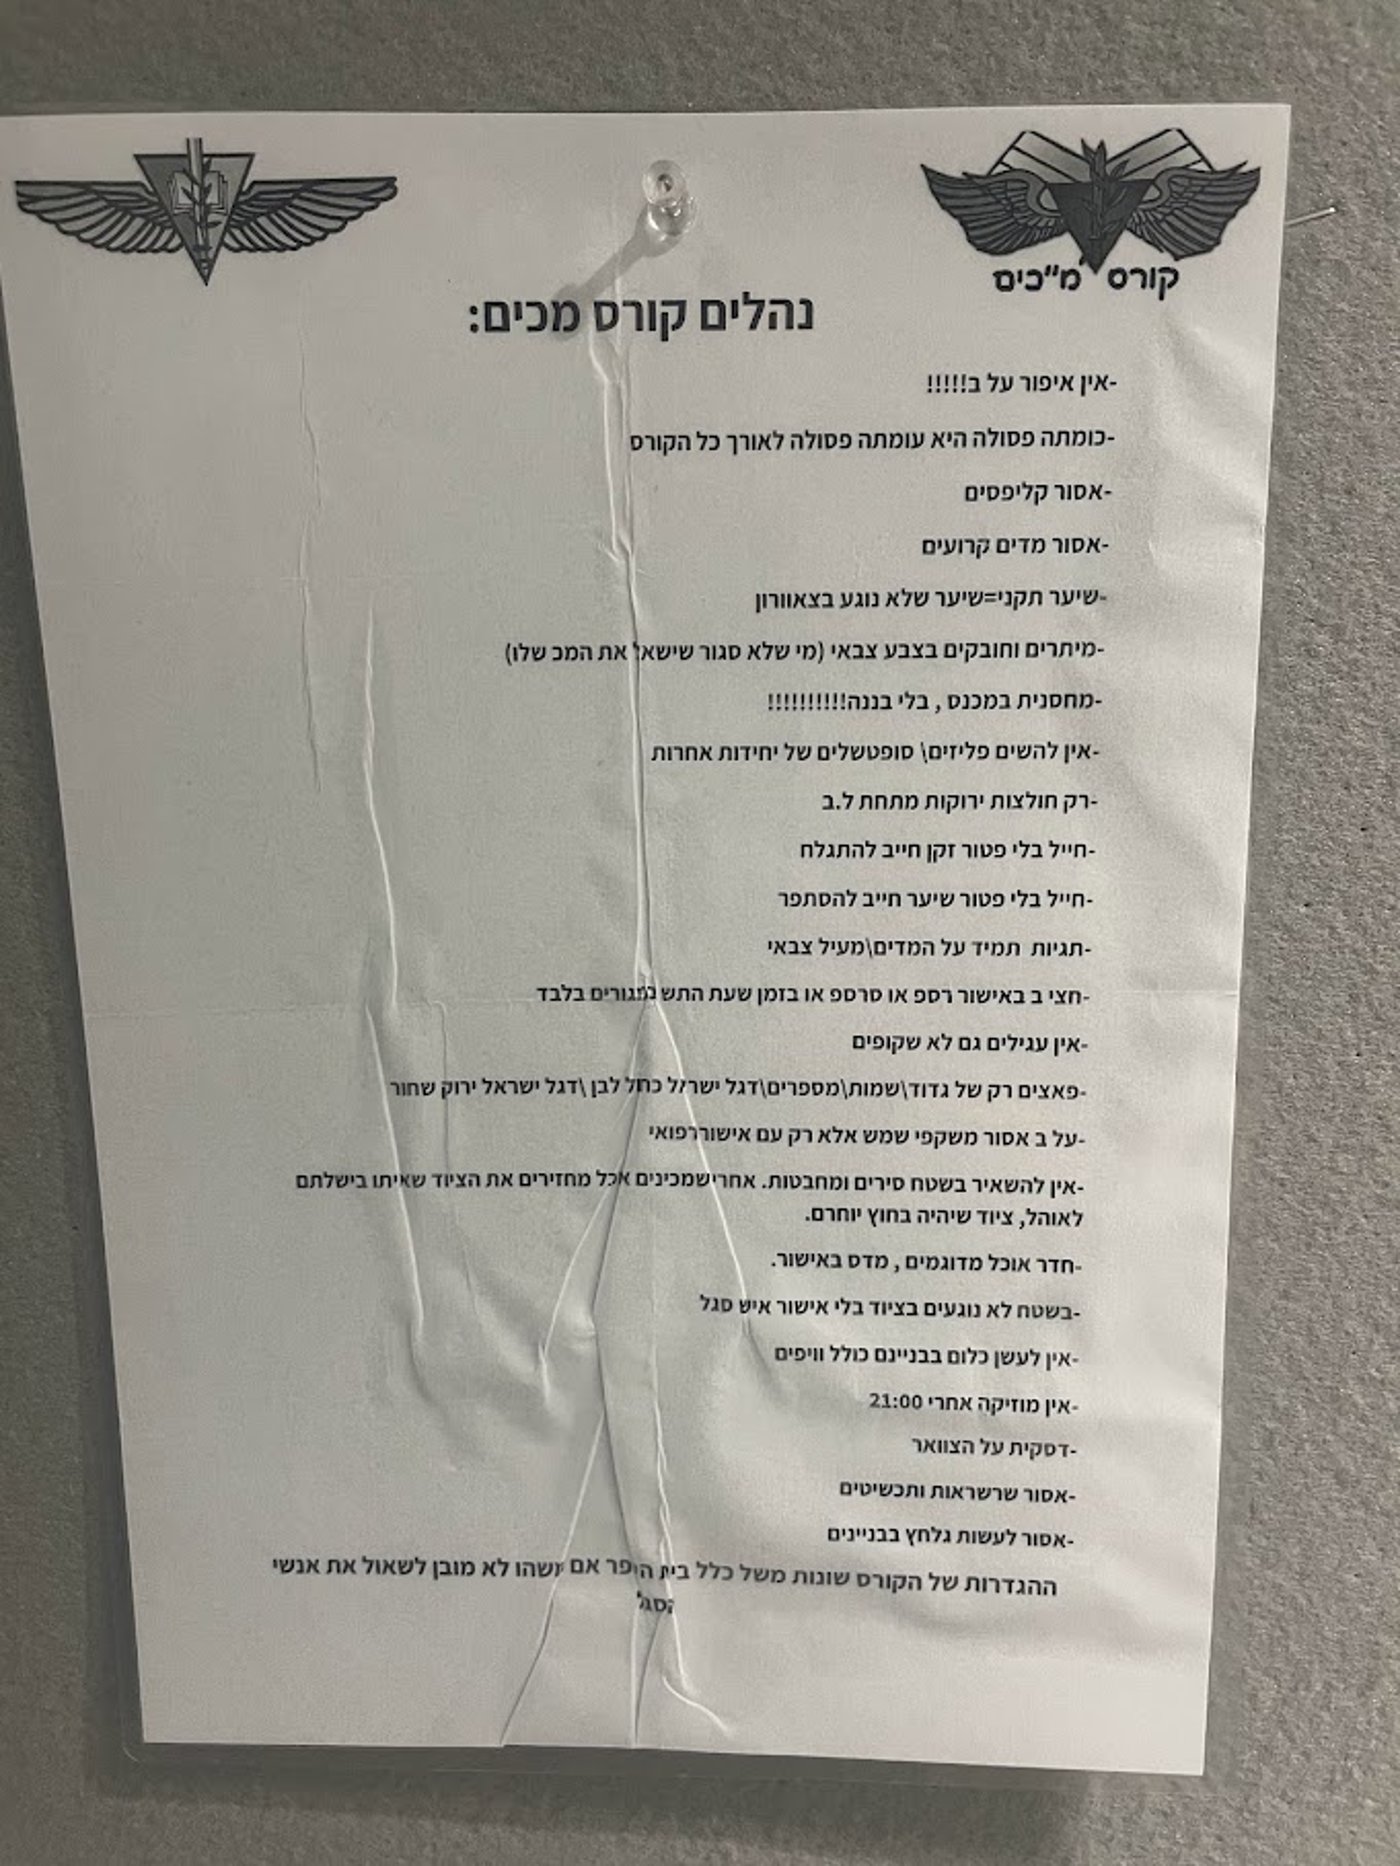 קורס מ"כים
נהלים קורס מכים:
-אין איפור על ב!!!!!
-כומתה פסולה היא עומתה פסולה לאורך כל הקורס
-אסור קליפסים
-אסור מדים קרועים
-שיער תקני=שיער שלא נוגע בצאוורון
-מיתרים וחובקים בצבע צבאי (מי שלא סגור שישאל את המכ שלו)
-מחסנית במכנס , בלי בננה!!!!!!!!!!
-אין להשים פליזים\ סופטשלים של יחידות אחרות
-רק חולצות ירוקות מתחת ל.ב
-חייל בלי פטור זקן חייב להתגלח
-חייל בלי פטור שיער חייב להסתפר
-תגיות תמיד על המדים\מעיל צבאי
-חצי ב באישור רספ או סרספ או בזמן שעת התש במגורים בלבד
-אין עגילים גם לא שקופים
-פאצים רק של גדוד\שמות\מספרים\דגל ישראל כחול לבן \דגל ישראל ירוק שחור
-על ב אסור משקפי שמש אלא רק עם אישוררפואי
-אין להשאיר בשטח סירים ומחבטות. אחרישמכינים אכל מחזירים את הציוד שאיתו בישלתם
לאוהל, ציוד שיהיה בחוץ יוחרם.
-חדר אוכל מדוגמים , מדס באישור.
-בשטח לא נוגעים בציוד בלי אישור איש סגל
-אין לעשן כלום בבניינם כולל וויפים
-אין מוזיקה אחרי 21:00
-דסקית על הצוואר
-אסור שרשראות ותכשיטים
-אסור לעשות גלחץ בבניינים
ההגדרות של הקורס שונות משל כלל בית הספר אם משהו לא מובן לשאול את אנשי
הסגל